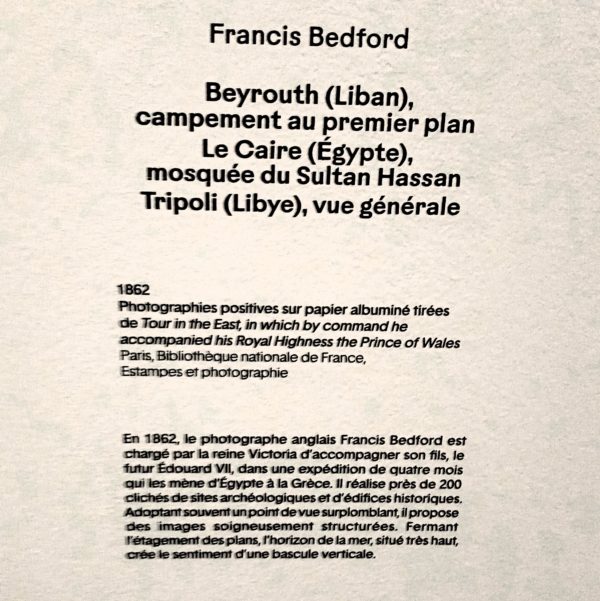 Francis Bedford
Beyrouth (Liban),
campement au premier plan
Le Caire (Égypte),
mosquée du Sultan Hassan
Tripoli (Libye), vue générale
1862
Photographies positives sur papier albuminé tirées
de Tour in the East, in which by command he
accompanied his Royal Highness the Prince of Wales
Paris, Bibliothèque nationale de France,
Estampes et photographie
En 1862, le photographe anglais Francis Bedford est
chargé par la reine Victoria d'accompagner son fils, le
futur Édouard VII, dans une expédition de quatre mois
qui les mène d'Égypte à la Grèce. Il réalise près de 200
clichés de sites archéologiques et d'édifices historiques.
Adoptant souvent un point de vue surplomblant, il propose
des images soigneusement structurées. Fermant
l'étagement des plans, l'horizon de la mer, situé très haut,
crée le sentiment d'une bascule verticale.